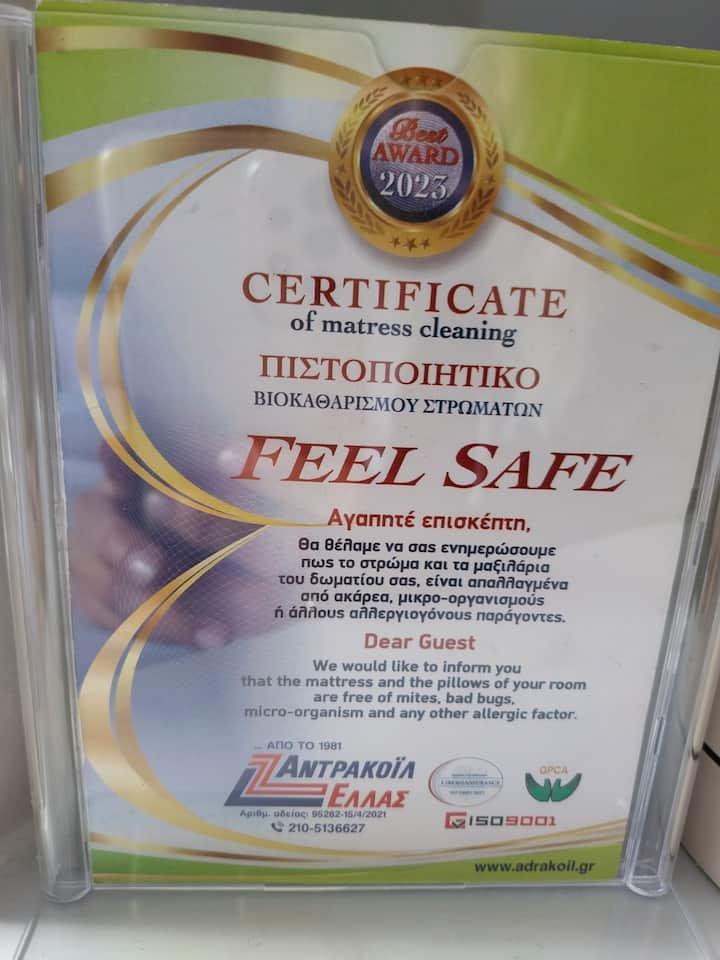 Best
AWARD
2023
CERTIFICATE
of matress cleaning
ΠΙΣΤΟΠΟΙΗΤΙΚΟ
ΒΙΟΚΑΘΑΡΙΣΜΟΥ ΣΤΡΩΜΑΤΩΝ
FEEL SAFE
Αγαπητέ επισκέπτη,
Θα θέλαμε να σας ενημερώσουμε
πως το στρώμα και τα μαξιλάρια
του δωματίου σας, είναι απαλλαγμένα
από ακάρεα, μικρο-οργανισμούς
ή άλλους αλλεργιογόνους παράγοντες.
Dear Guest
We would like to inform you
that the mattress and the pillows of your room
are free of mites, bad bugs,
micro-organism and any other allergic factor.
... ΑΠΟ ΤΟ 1981
ΑΝΤΡΑΚΟΪΛ
ΕΛΛΑΣ
Αριθμ. αδείας: 95282-15/4/2021
210-5136627
GPCA
ISO9001
www.adrakoil.gr